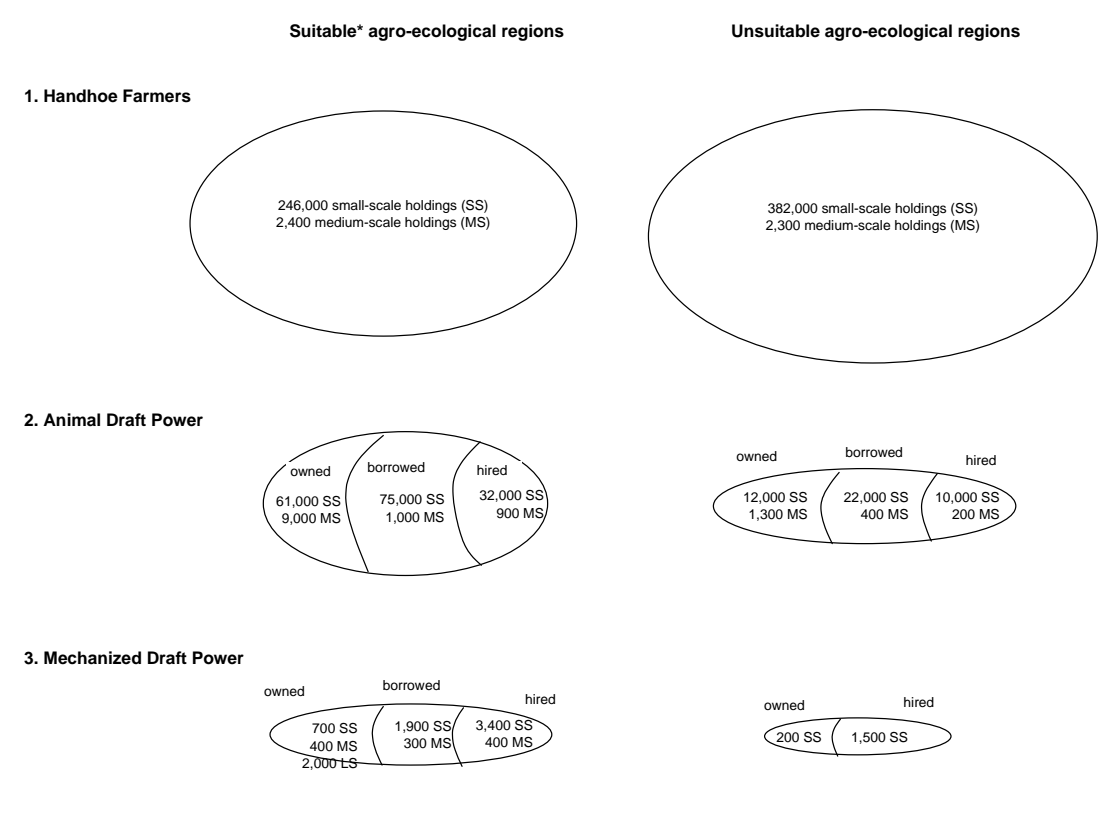 Suitable* agro-ecological regions
Unsuitable agro-ecological regions
1. Handhoe Farmers
246,000 small-scale holdings (SS)
2,400 medium-scale holdings (MS)
382,000 small-scale holdings (SS)
2,300 medium-scale holdings (MS)
2. Animal Draft Power
owned
61,000 SS
9,000 MS
borrowed
75,000 SS
1,000 MS
hired
32,000 SS
900 MS
owned
12,000 SS
1,300 MS
borrowed
22,000 SS
400 MS
hired
10,000 SS
200 MS
3. Mechanized Draft Power
owned
700 SS
400 MS
2,000 LS
borrowed
1,900 SS
300 MS
hired
3,400 SS
400 MS
owned
200 SS
hired
1,500 SS